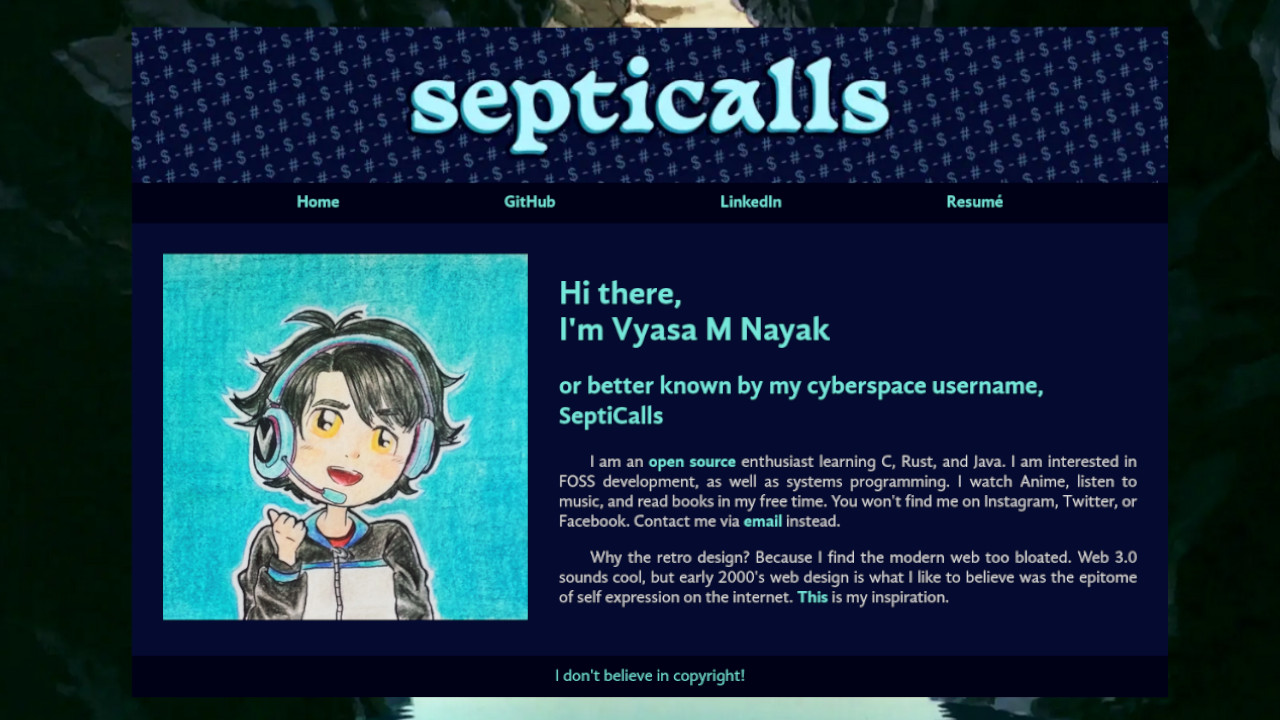 septicalls
Home GitHub LinkedIn Resumé
Hi there,
I'm Vyasa M Nayak
or better known by my cyberspace username,
SeptiCalls
I am an open source enthusiast learning C, Rust, and Java. I am interested in
FOSS development, as well as systems programming. I watch Anime, listen to
music, and read books in my free time. You won't find me on Instagram, Twitter, or
Facebook. Contact me via email instead.
Why the retro design? Because I find the modern web too bloated. Web 3.0
sounds cool, but early 2000's web design is what I like to believe was the epitome
of self expression on the internet. This is my inspiration.
I don't believe in copyright!